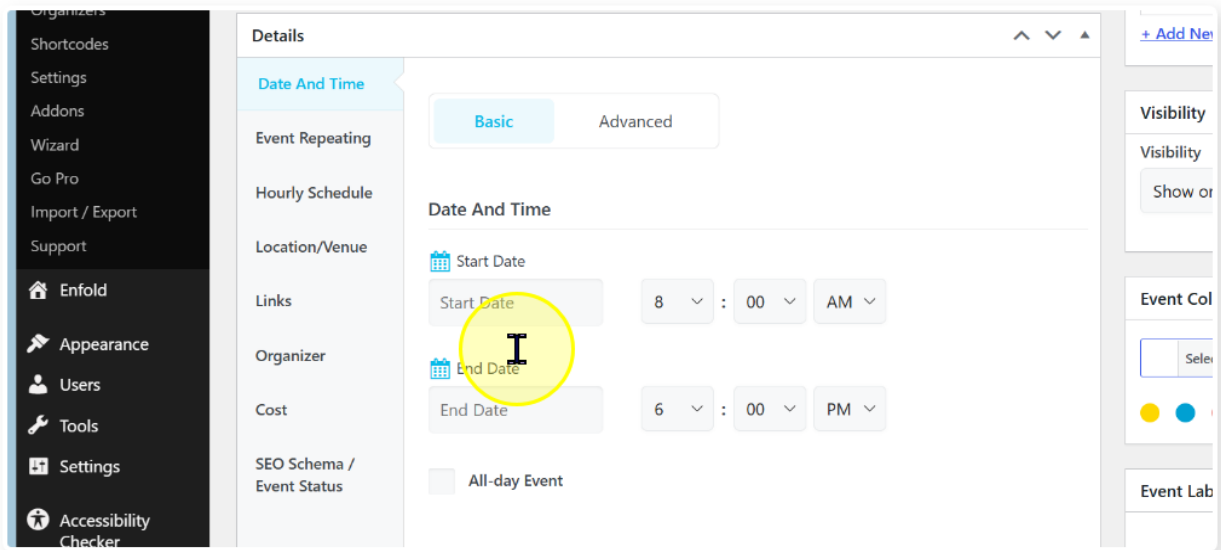 Organizers
Shortcodes
Settings
Addons
Wizard
Go Pro
Import / Export
Support
Enfold
Appearance
Users
Tools
Settings
Accessibility
Checker
Details
Date And Time
Event Repeating
Hourly Schedule
Location/Venue
Links
Organizer
Cost
SEO Schema /
Event Status
Basic Advanced
Date And Time
Start Date
Start Date 8 : 00 AM
End Date
End Date 6 : 00 PM
All-day Event
+ Add New
Visibility
Visibility
Show on
Event Col
Sele
Event Lab